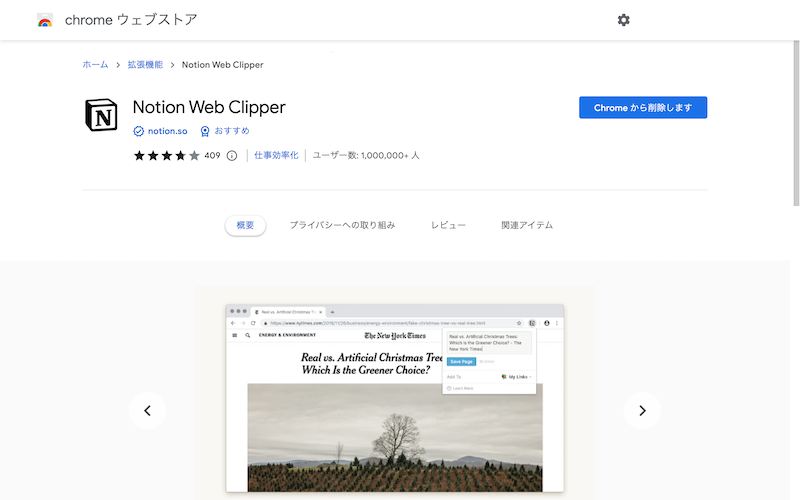 chrome ウェブストア
ホーム > 拡張機能 > Notion Web Clipper
N
Notion Web Clipper
Chrome から削除します
notion.so おすすめ
409 仕事効率化 ユーザー数: 1,000,000+ 人
概要 プライバシーへの取り組み レビュー 関連アイテム
Real vs. Artificial Christmas Tr
https://www.nytimes.com/2018/11/26/business/energy-environment/fake-christmas-tree-vs-real-tree.html
ENERGY & ENVIRONMENT
The New York Times
Real vs. Artificial Christmas Trees
Which Is the Greener Choice? - The
New York Times
Save Page
Add To My Links
Learn More
Real vs. Artificial Christmas Tree
Which Is the Greener Choice?